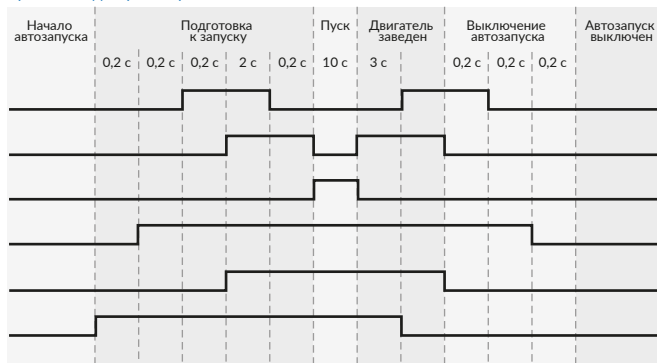 Начало
автозапуска
Подготовка
к запуску
Пуск
Двигатель
заведен
Выключение
автозапуска
Автозапуск
выключен
0,2 с 0,2 с 0,2 с 2 с 0,2 с 10 с 3 с 0,2 с 0,2 с 0,2 с